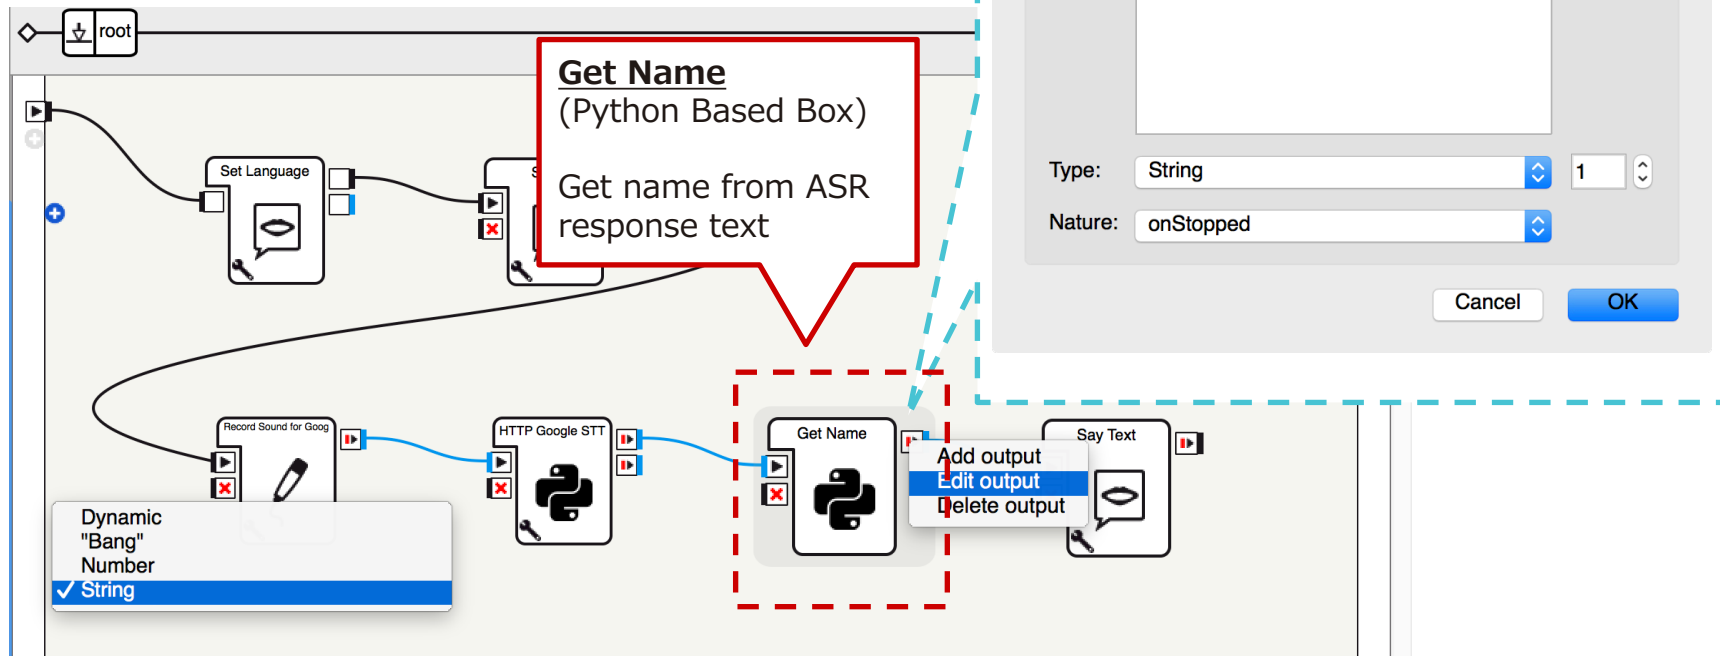 root
Get Name
(Python Based Box)
Get name from ASR
response text
Type:
String
1
Nature:
onStopped
Cancel
OK
Set Language
S
Record Sound for Goog
HTTP Google STT
Get Name
Say Text
Add output
Edit output
Delete output
Dynamic
"Bang"
Number
✓ String